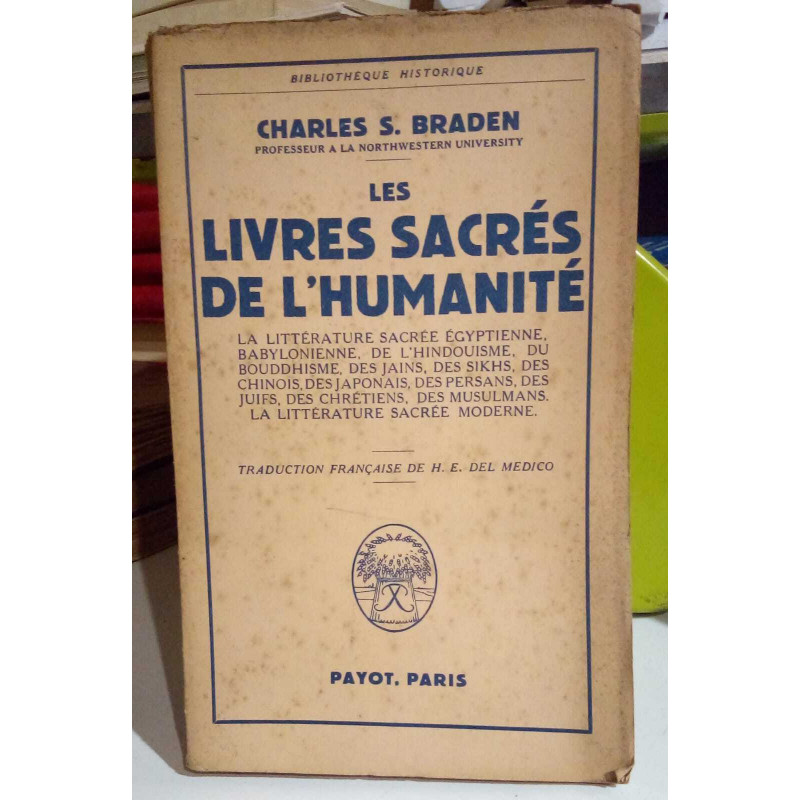 BIBLIOTHÈQUE HISTORIQUE
CHARLES S. BRADEN
PROFESSEUR A LA NORTHWESTERN UNIVERSITY
LES
LIVRES SACRÉS
DE L'HUMANITÉ
LA LITTÉRATURE SACRÉE ÉGYPTIENNE,
BABYLONIENNE, DE L'HINDOUISME, DU
BOUDDHISME, DES JAINS, DES SIKHS, DES
CHINOIS, DES JAPONAIS, DES PERSANS, DES
JUIFS, DES CHRÉTIENS, DES MUSULMANS.
LA LITTÉRATURE SACRÉE MODERNE.
TRADUCTION FRANÇAISE DE H. E. DEL MEDICO
PAYOT. PARIS